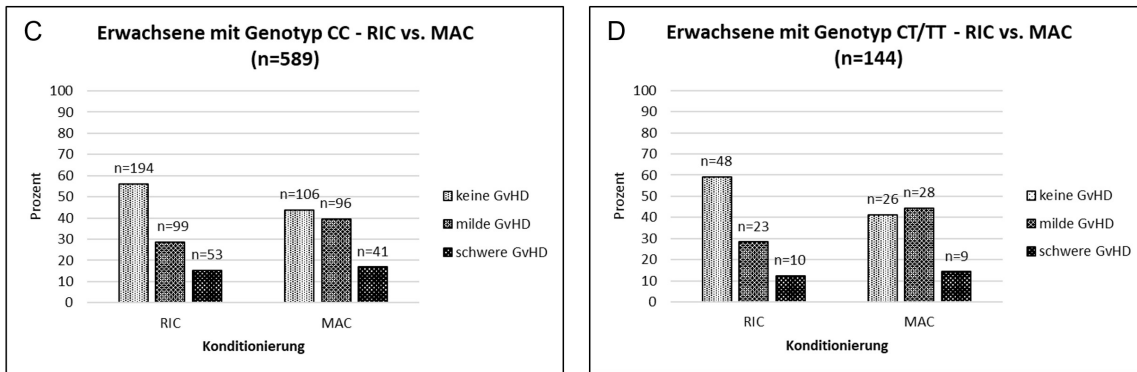 C
Erwachsene mit Genotyp CC - RIC vs. MAC
(n=589)
100
90
80
70
60
50
40
30
20
10
0
Prozent
n=194
n=99
n=53
n=106
n=96
n=41
RIC
MAC
Konditionierung
keine GvHD
milde GvHD
schwere GvHD
D
Erwachsene mit Genotyp CT/TT - RIC vs. MAC
(n=144)
100
90
80
70
60
50
40
30
20
10
0
Prozent
n=48
n=23
n=10
n=26
n=28
n=9
RIC
MAC
Konditionierung
keine GvHD
milde GvHD
schwere GvHD